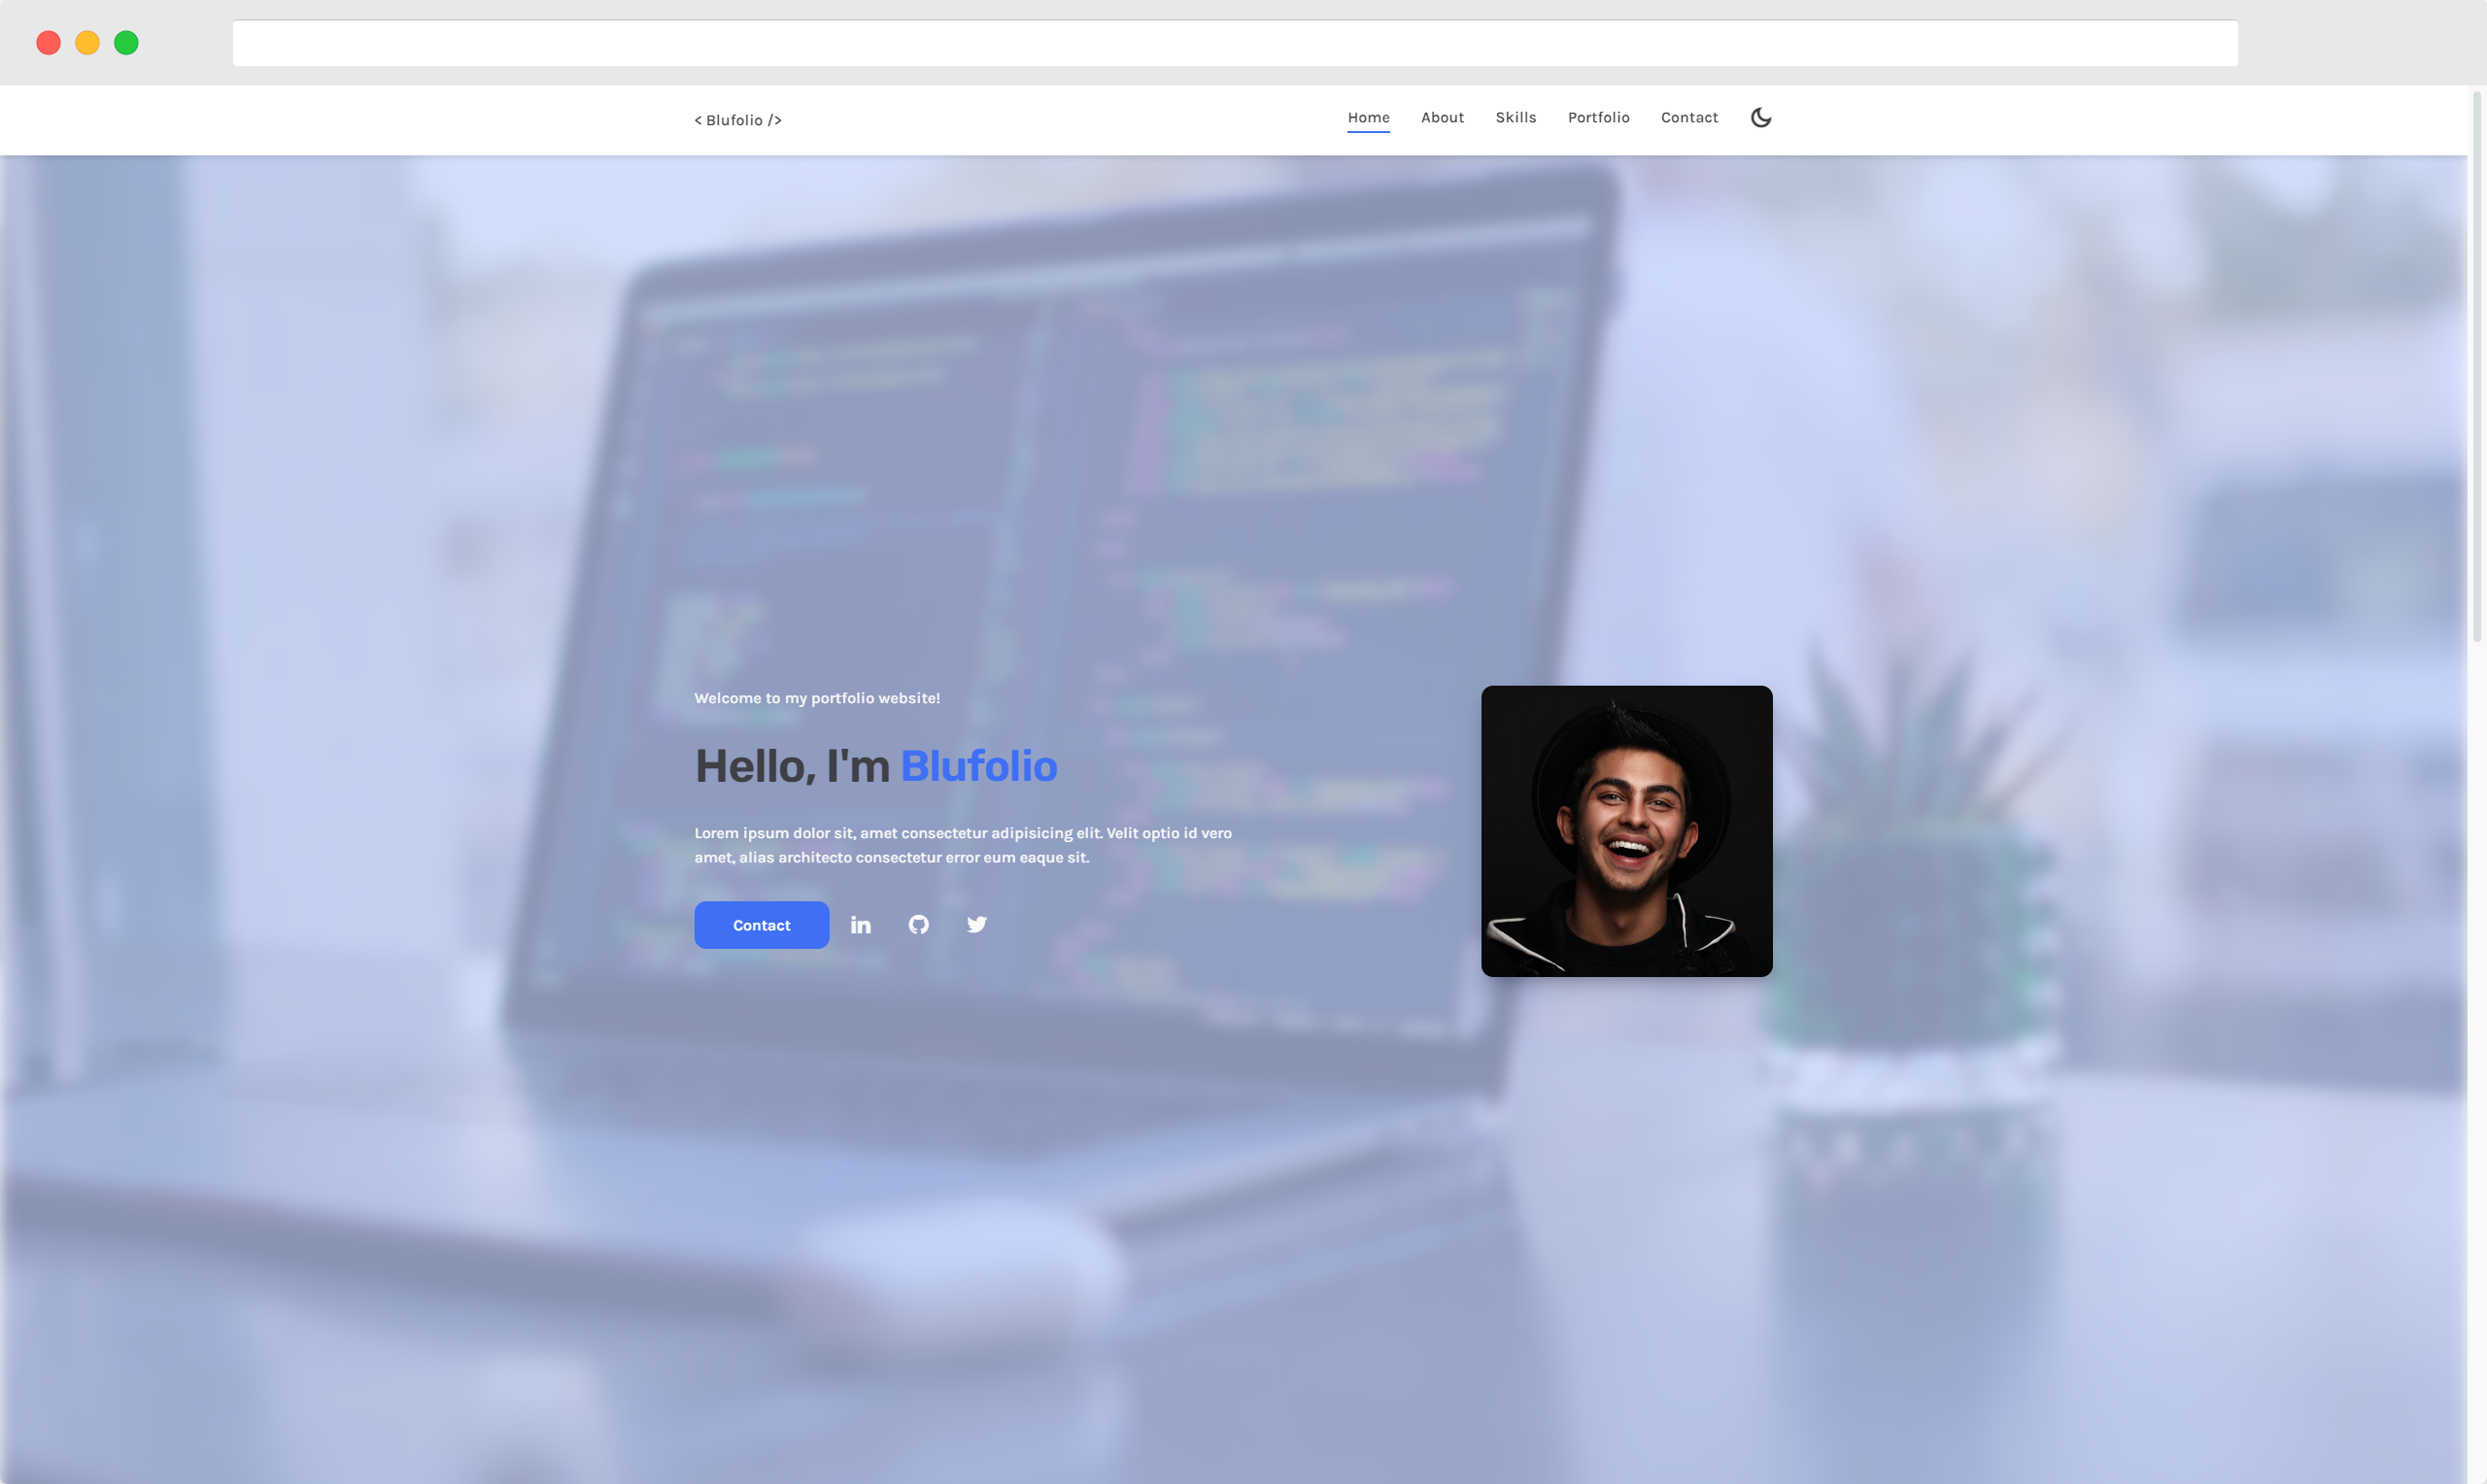 < Blufolio />
Home About Skills Portfolio Contact
Welcome to my portfolio website!
Hello, I'm Blufolio
Lorem ipsum dolor sit, amet consectetur adipisicing elit. Velit optio id vero
amet, alias architecto consectetur error eum eaque sit.
Contact